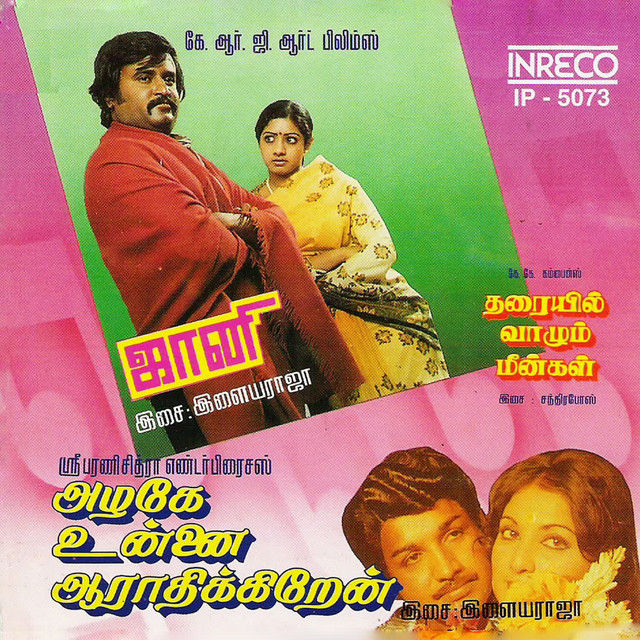 கே. ஆர். ஜி. ஆர்ட் பிலிம்ஸ்
INRECO
IP - 5073
ஜானி
இசை : இளையராஜா
கே. கே. கம்பைன்ஸ்
தரையில்
வாழும்
மீன்கள்
இசை : சந்திரபோஸ்
ஸ்ரீ பரணிசித்ரா எண்டர்பிரைசஸ்
அழகே
உன்னை
ஆராதிக்கிறேன்
இசை : இளையராஜா